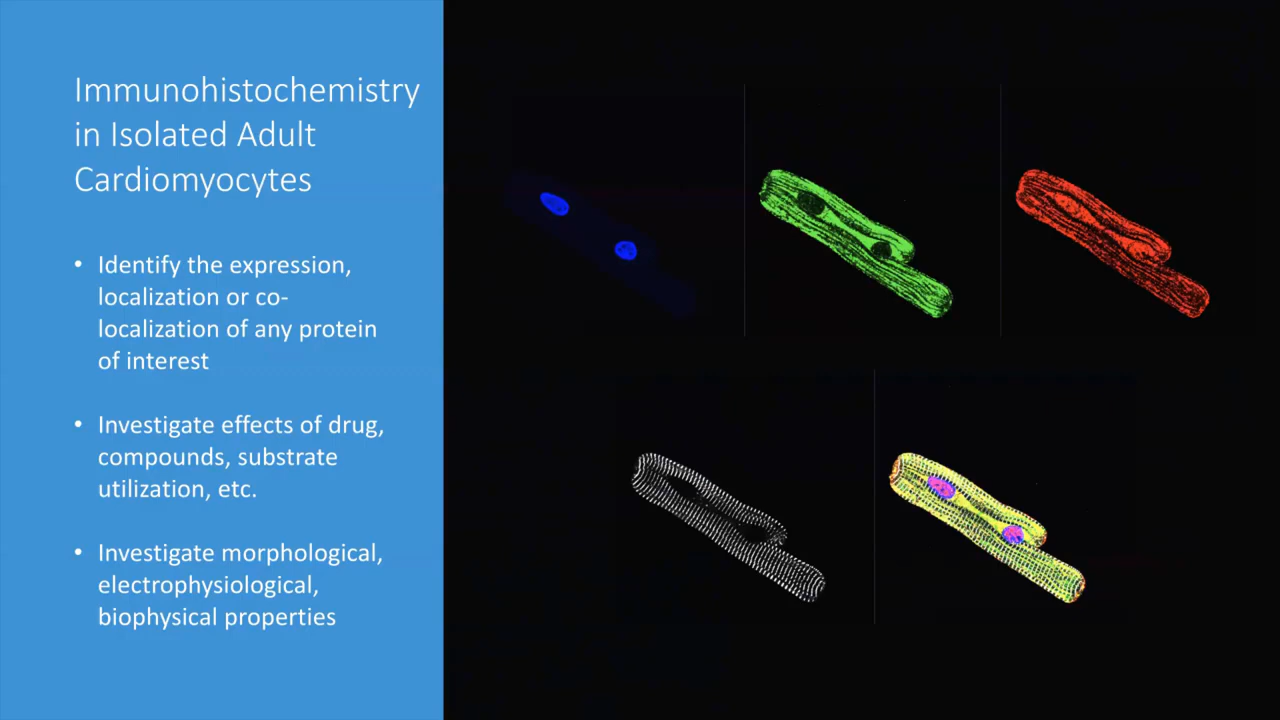 Immunohistochemistry
in Isolated Adult
Cardiomyocytes
• Identify the expression,
localization or co-
localization of any protein
of interest
• Investigate effects of drug,
compounds, substrate
utilization, etc.
• Investigate morphological,
electrophysiological,
biophysical properties